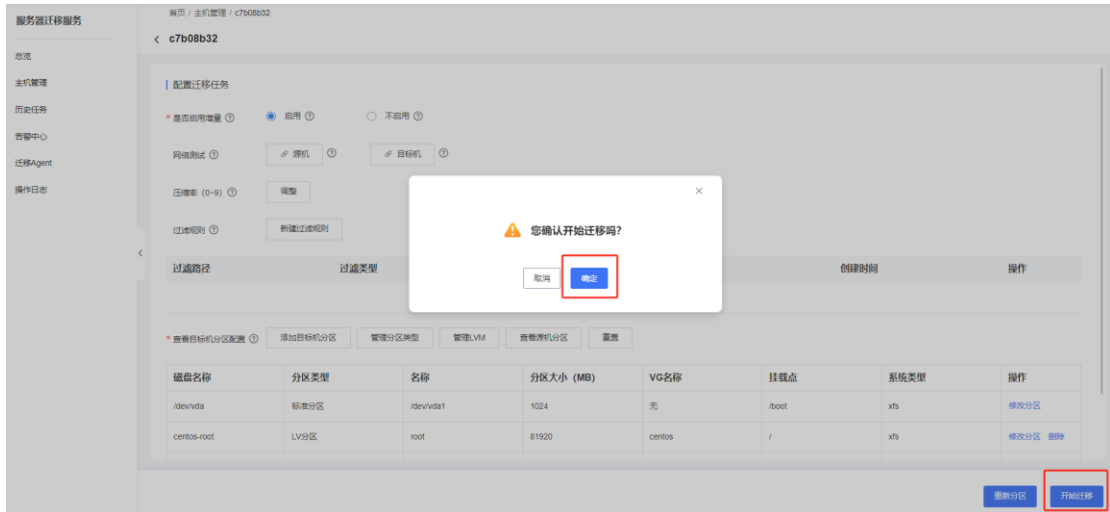 服务器迁移服务
首页 / 主机管理 / c7b08b32
< c7b08b32
总览
主机管理
历史任务
告警中心
迁移Agent
操作日志
配置迁移任务
* 是否启用增量 ? 启用 ? 不启用 ?
网络测试 ? 源机 ? 目标机 ?
压缩率 (0~9) ? 调整
过滤规则 ? 新建过滤规则
您确认开始迁移吗?
取消 确定
过滤路径 过滤类型 创建时间 操作
* 查看目标机分区配置 ? 添加目标机分区 管理分区类型 管理LVM 查看源机分区 重置
磁盘名称 分区类型 名称 分区大小 (MB) VG名称 挂载点 系统类型 操作
/dev/vda 标准分区 /dev/vda1 1024 无 /boot xfs 修改分区
centos-root LV分区 root 81920 centos / xfs 修改分区 删除
重新分区 开始迁移